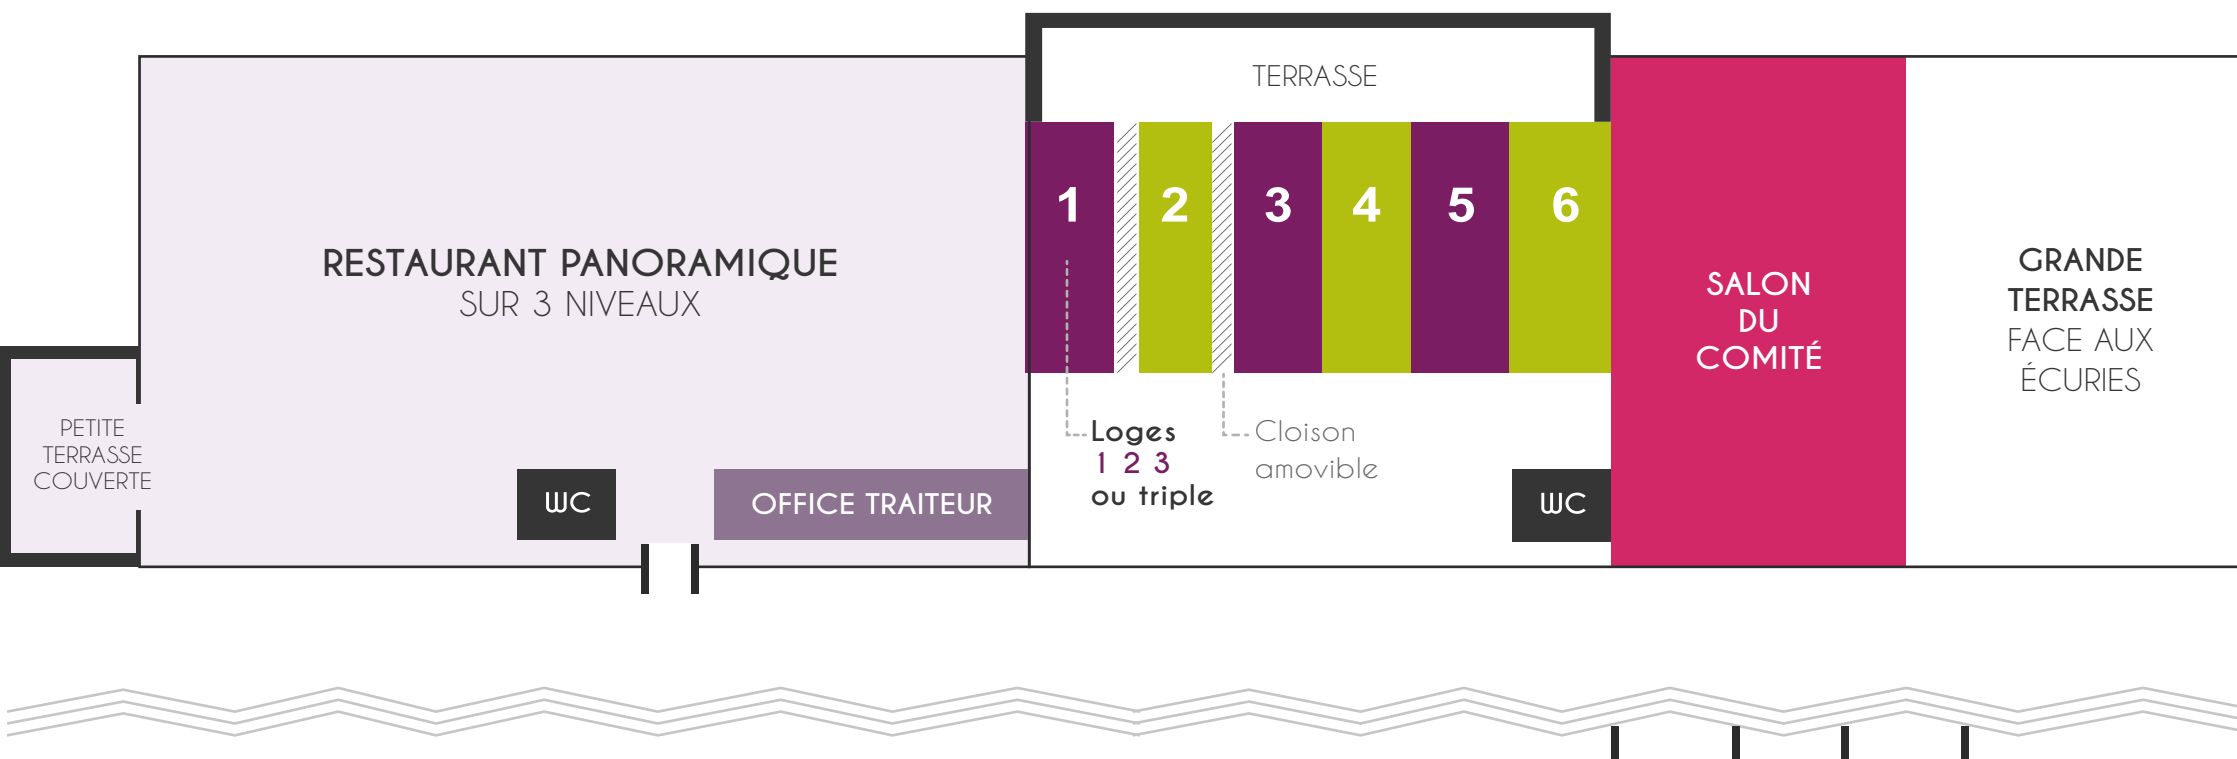 TERRASSE
1 2 3 4 5 6
RESTAURANT PANORAMIQUE
SUR 3 NIVEAUX
SALON
DU
COMITÉ
GRANDE
TERRASSE
FACE AUX
ÉCURIES
PETITE
TERRASSE
COUVERTE
WC
OFFICE TRAITEUR
Loges
1 2 3
ou triple
Cloison
amovible
WC